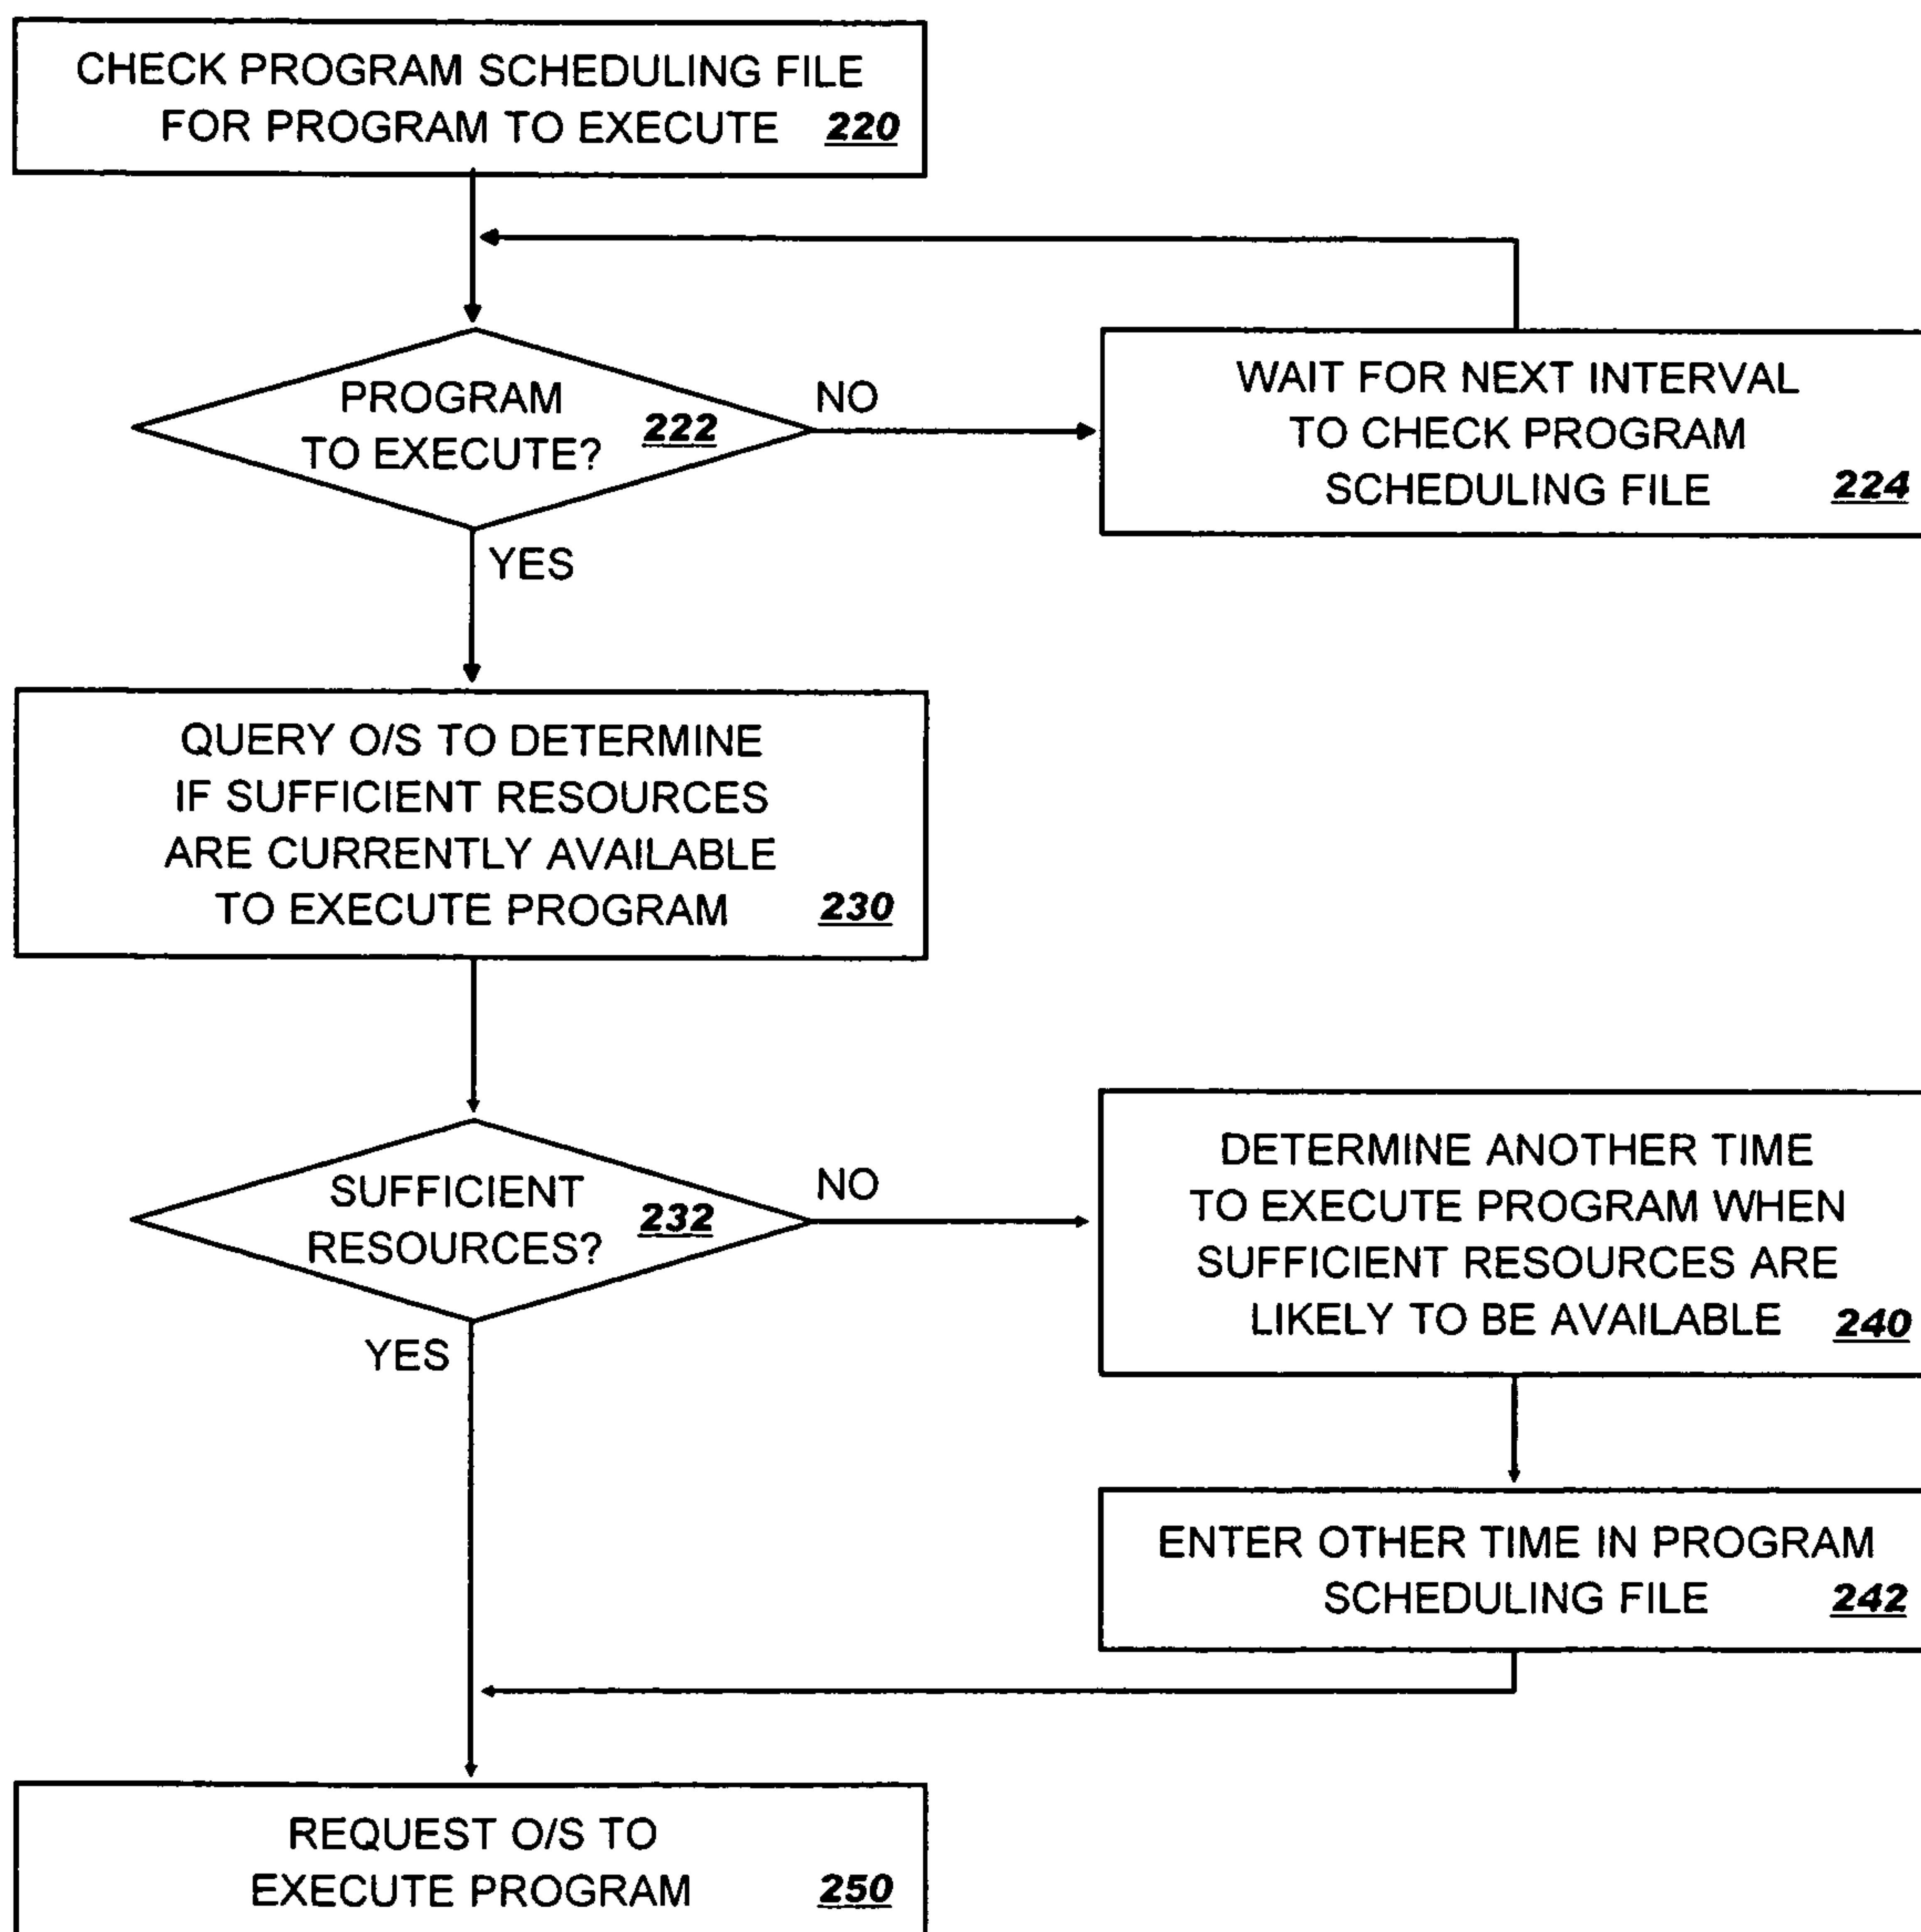 CHECK PROGRAM SCHEDULING FILE
FOR PROGRAM TO EXECUTE 220
PROGRAM
TO EXECUTE? 222
NO
WAIT FOR NEXT INTERVAL
TO CHECK PROGRAM
SCHEDULING FILE 224
YES
QUERY O/S TO DETERMINE
IF SUFFICIENT RESOURCES
ARE CURRENTLY AVAILABLE
TO EXECUTE PROGRAM 230
SUFFICIENT
RESOURCES? 232
NO
DETERMINE ANOTHER TIME
TO EXECUTE PROGRAM WHEN
SUFFICIENT RESOURCES ARE
LIKELY TO BE AVAILABLE 240
YES
ENTER OTHER TIME IN PROGRAM
SCHEDULING FILE 242
REQUEST O/S TO
EXECUTE PROGRAM 250